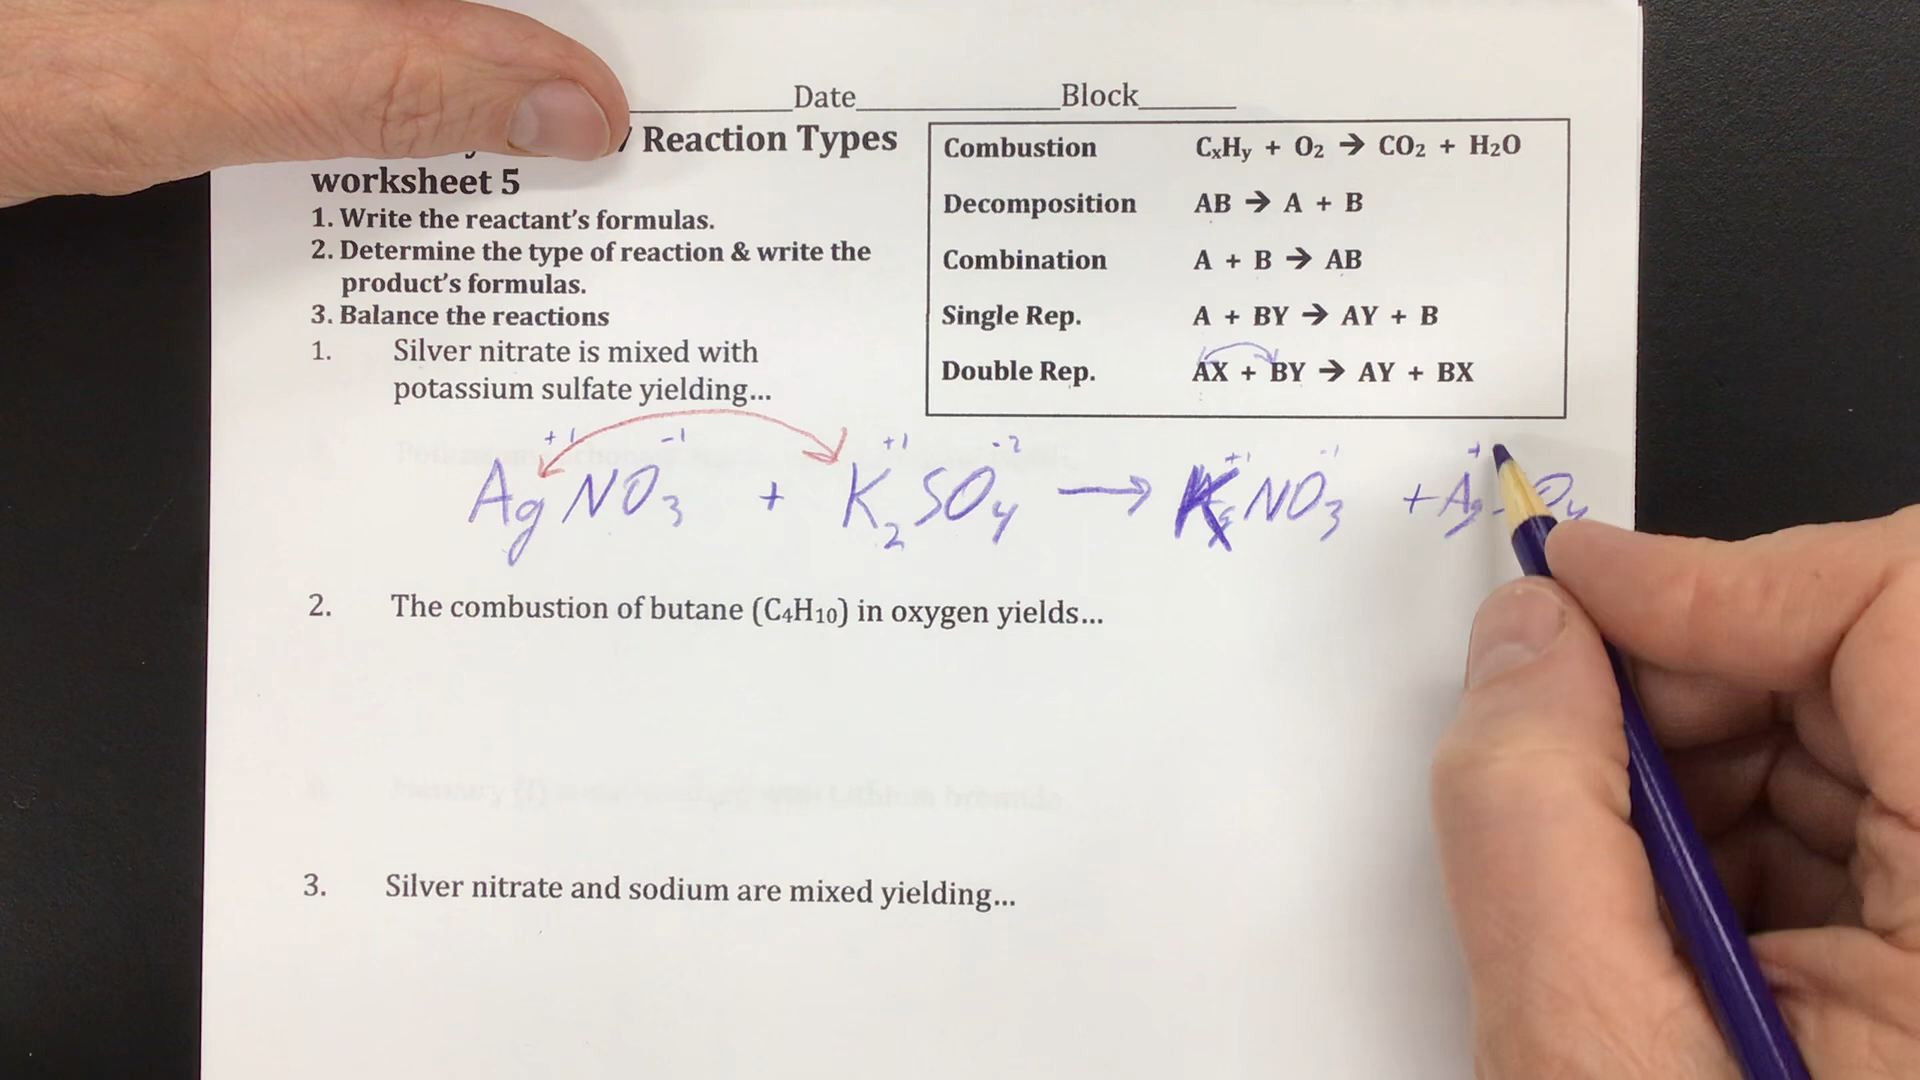 Date Block
Reaction Types
worksheet 5
1. Write the reactant's formulas.
2. Determine the type of reaction & write the
product's formulas.
3. Balance the reactions
Combustion CxHy + O2 → CO2 + H2O
Decomposition AB → A + B
Combination A + B → AB
Single Rep. A + BY → AY + B
Double Rep. AX + BY → AY + BX
1. Silver nitrate is mixed with
potassium sulfate yielding...
+1 -1 +1 -2 +1 -1 +
AgNO3 + K2SO4 → KNO3 + Ag O4
2. The combustion of butane (C4H10) in oxygen yields...
3. Silver nitrate and sodium are mixed yielding...